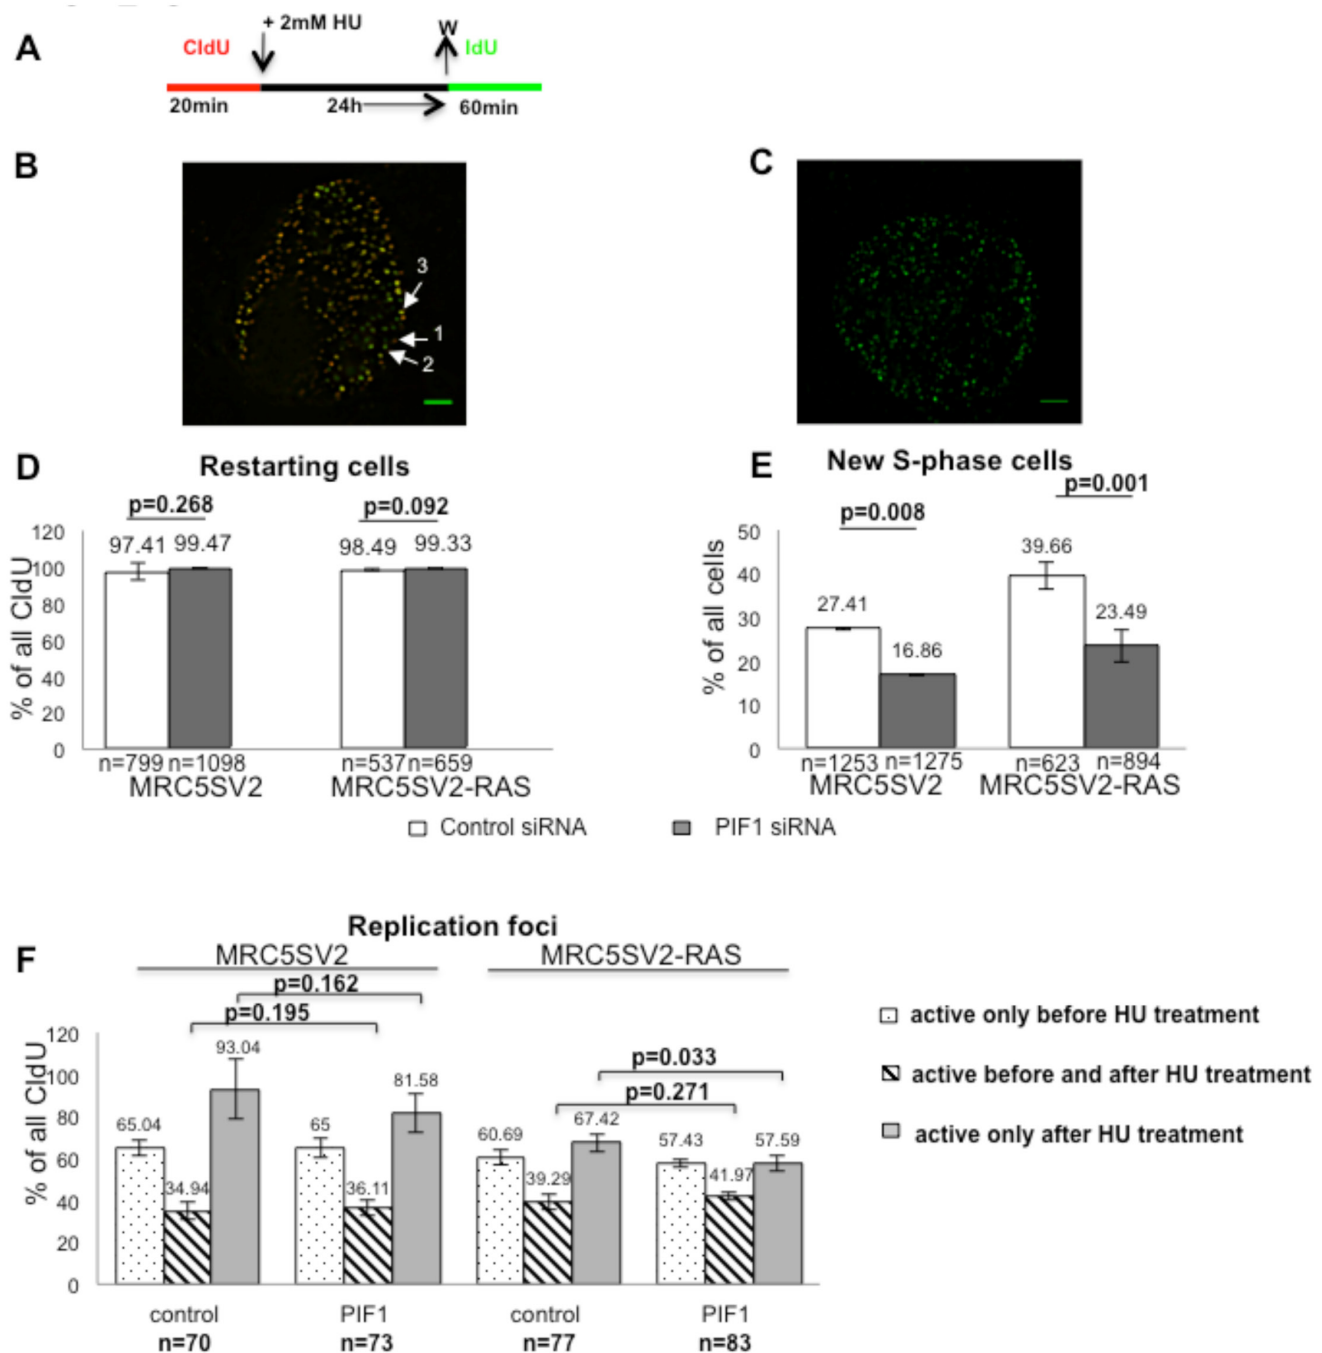 A
+ 2mM HU
W
CldU
IdU
20min
24h
60min
B
3
1
2
C
D
Restarting cells
p=0.268
p=0.092
% of all CldU
120
100
80
60
40
20
0
97.41
99.47
98.49
99.33
n=799
n=1098
n=537
n=659
MRC5SV2
MRC5SV2-RAS
E
New S-phase cells
p=0.008
p=0.001
% of all cells
50
40
30
20
10
0
27.41
16.86
39.66
23.49
n=1253
n=1275
n=623
n=894
MRC5SV2
MRC5SV2-RAS
Control siRNA
PIF1 siRNA
F
Replication foci
MRC5SV2
MRC5SV2-RAS
p=0.162
p=0.195
p=0.033
p=0.271
% of all CldU
120
100
80
60
40
20
0
65.04
34.94
93.04
65
36.11
81.58
60.69
39.29
67.42
57.43
41.97
57.59
control
PIF1
control
PIF1
n=70
n=73
n=77
n=83
active only before HU treatment
active before and after HU treatment
active only after HU treatment